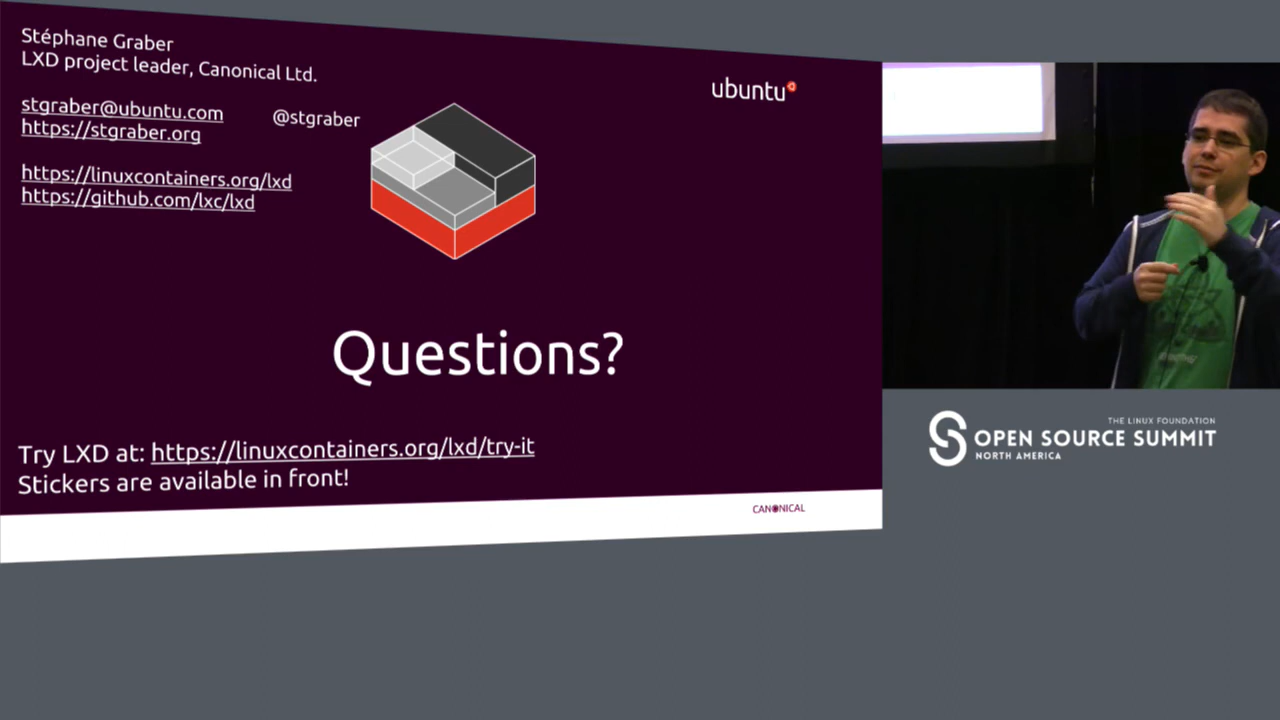 Stéphane Graber
LXD project leader, Canonical Ltd.
stgraber@ubuntu.com @stgraber
https://stgraber.org
https://linuxcontainers.org/lxd
https://github.com/lxc/lxd
ubuntu
Questions?
Try LXD at: https://linuxcontainers.org/lxd/try-it
Stickers are available in front!
CANONICAL
THE LINUX FOUNDATION
OPEN SOURCE SUMMIT
NORTH AMERICA